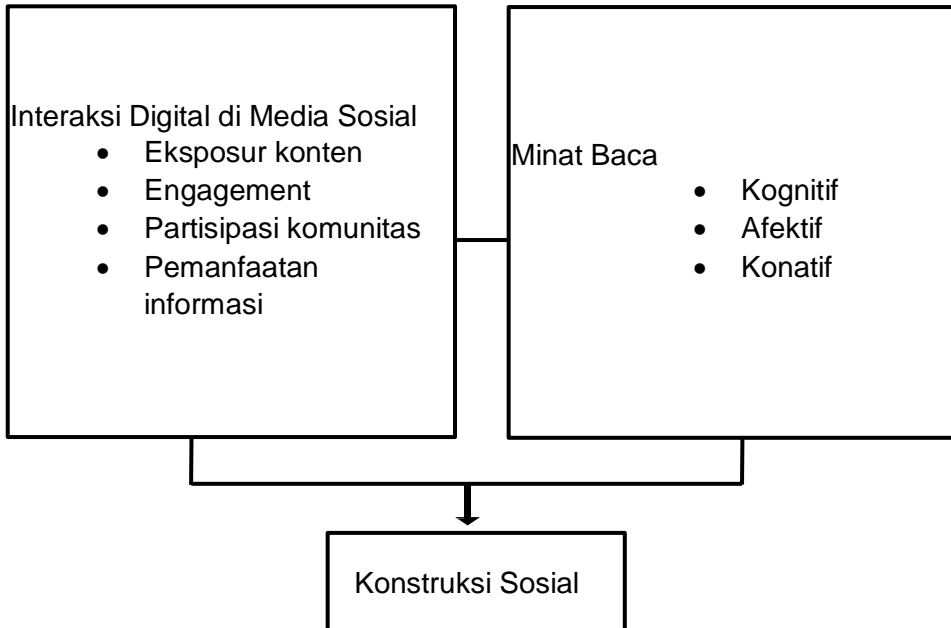 Interaksi Digital di Media Sosial
• Eksposur konten
• Engagement
• Partisipasi komunitas
• Pemanfaatan
informasi
Minat Baca
• Kognitif
• Afektif
• Konatif
Konstruksi Sosial